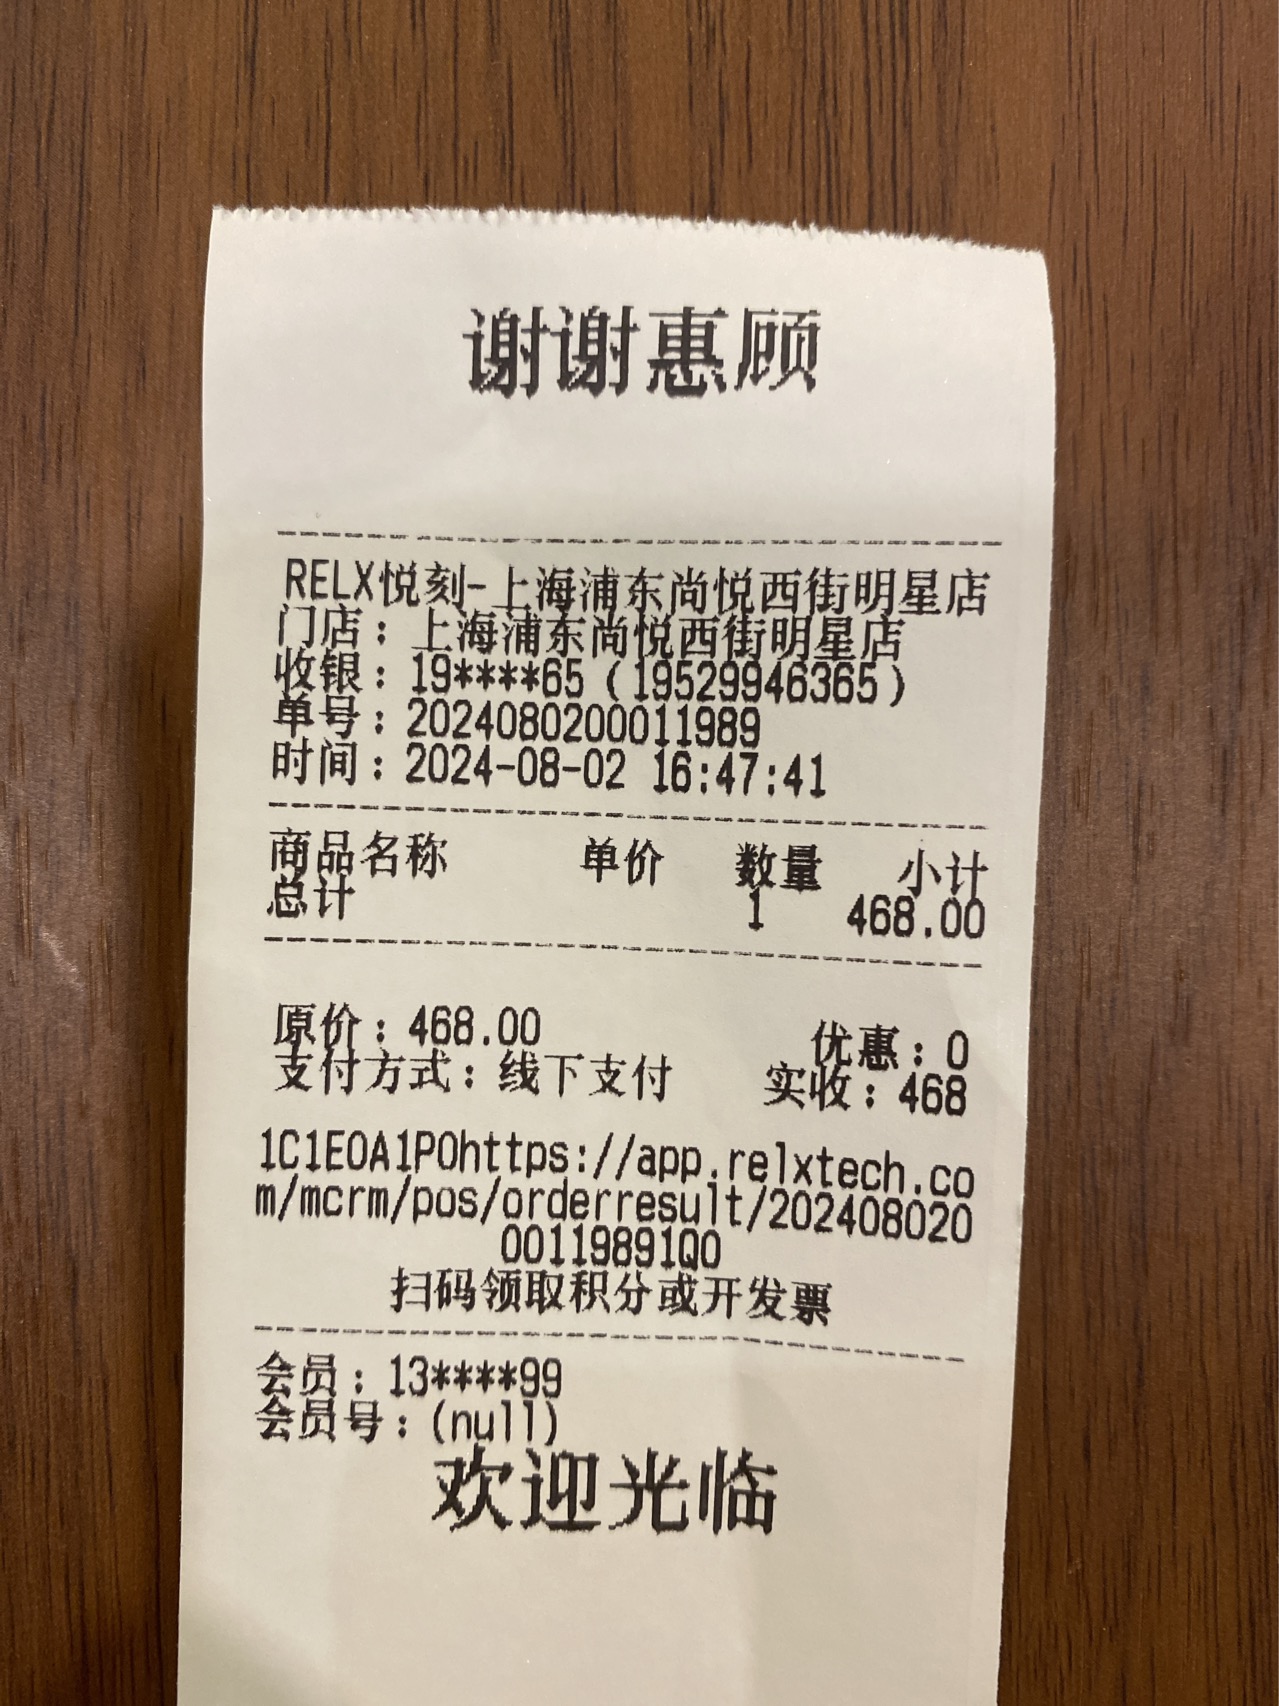 谢谢惠顾
RELX悦刻-上海浦东尚悦西街明星店
门店：上海浦东尚悦西街明星店
收银：19****65（19529946365）
单号：2024080200011989
时间：2024-08-02 16:47:41
商品名称 单价 数量 小计
总计 1 468.00
原价：468.00 优惠：0
支付方式：线下支付 实收：468
1C1E0A1P0https://app.relxtech.co
m/mcrm/pos/orderresult/202408020
00119891Q0
扫码领取积分或开发票
会员：13****99
会员号：(null)
欢迎光临